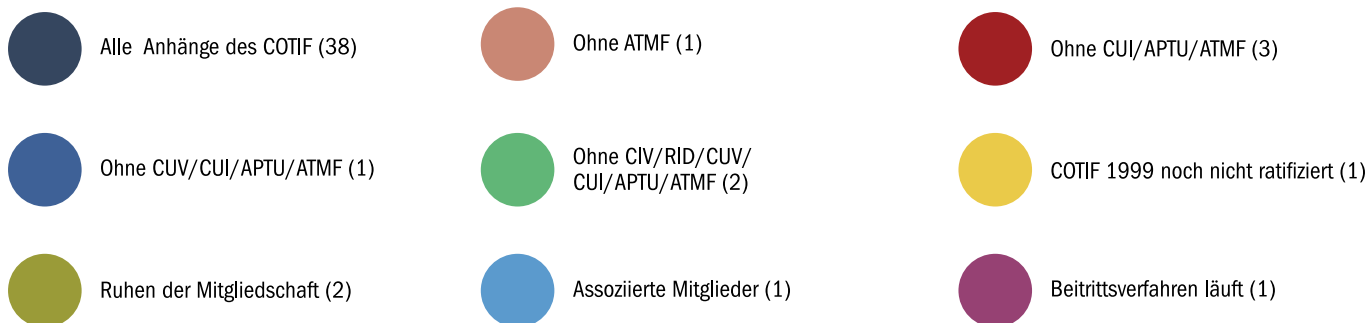 Alle Anhänge des COTIF (38)
Ohne ATMF (1)
Ohne CUI/APTU/ATMF (3)
Ohne CUV/CUI/APTU/ATMF (1)
Ohne CIV/RID/CUV/
CUI/APTU/ATMF (2)
COTIF 1999 noch nicht ratifiziert (1)
Ruhen der Mitgliedschaft (2)
Assoziierte Mitglieder (1)
Beitrittsverfahren läuft (1)